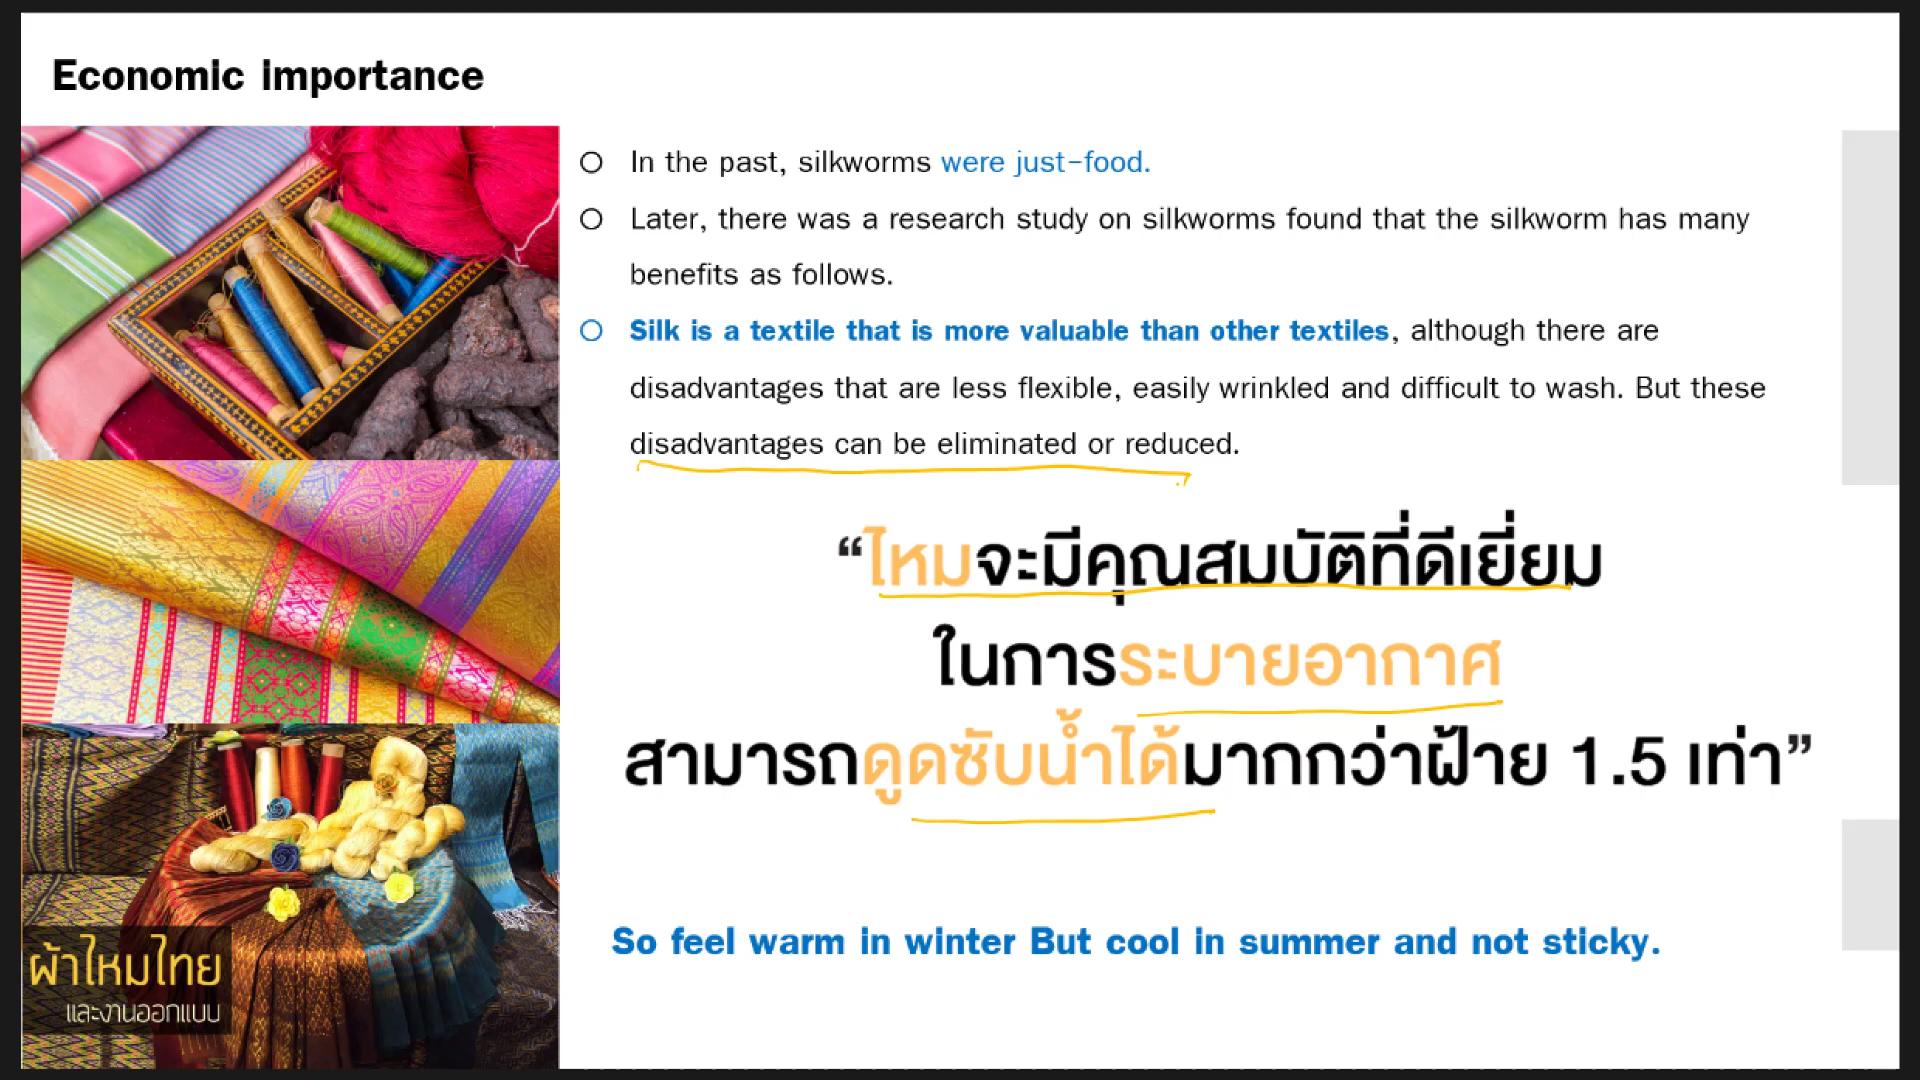 Economic importance
In the past, silkworms were just-food.
Later, there was a research study on silkworms found that the silkworm has many
benefits as follows.
Silk is a textile that is more valuable than other textiles, although there are
disadvantages that are less flexible, easily wrinkled and difficult to wash. But these
disadvantages can be eliminated or reduced.
“ไหมจะมีคุณสมบัติที่ดีเยี่ยม
ในการระบายอากาศ
สามารถดูดซับน้ำได้มากกว่าฝ้าย 1.5 เท่า”
So feel warm in winter But cool in summer and not sticky.
ผ้าไหมไทย
และงานออกแบบ